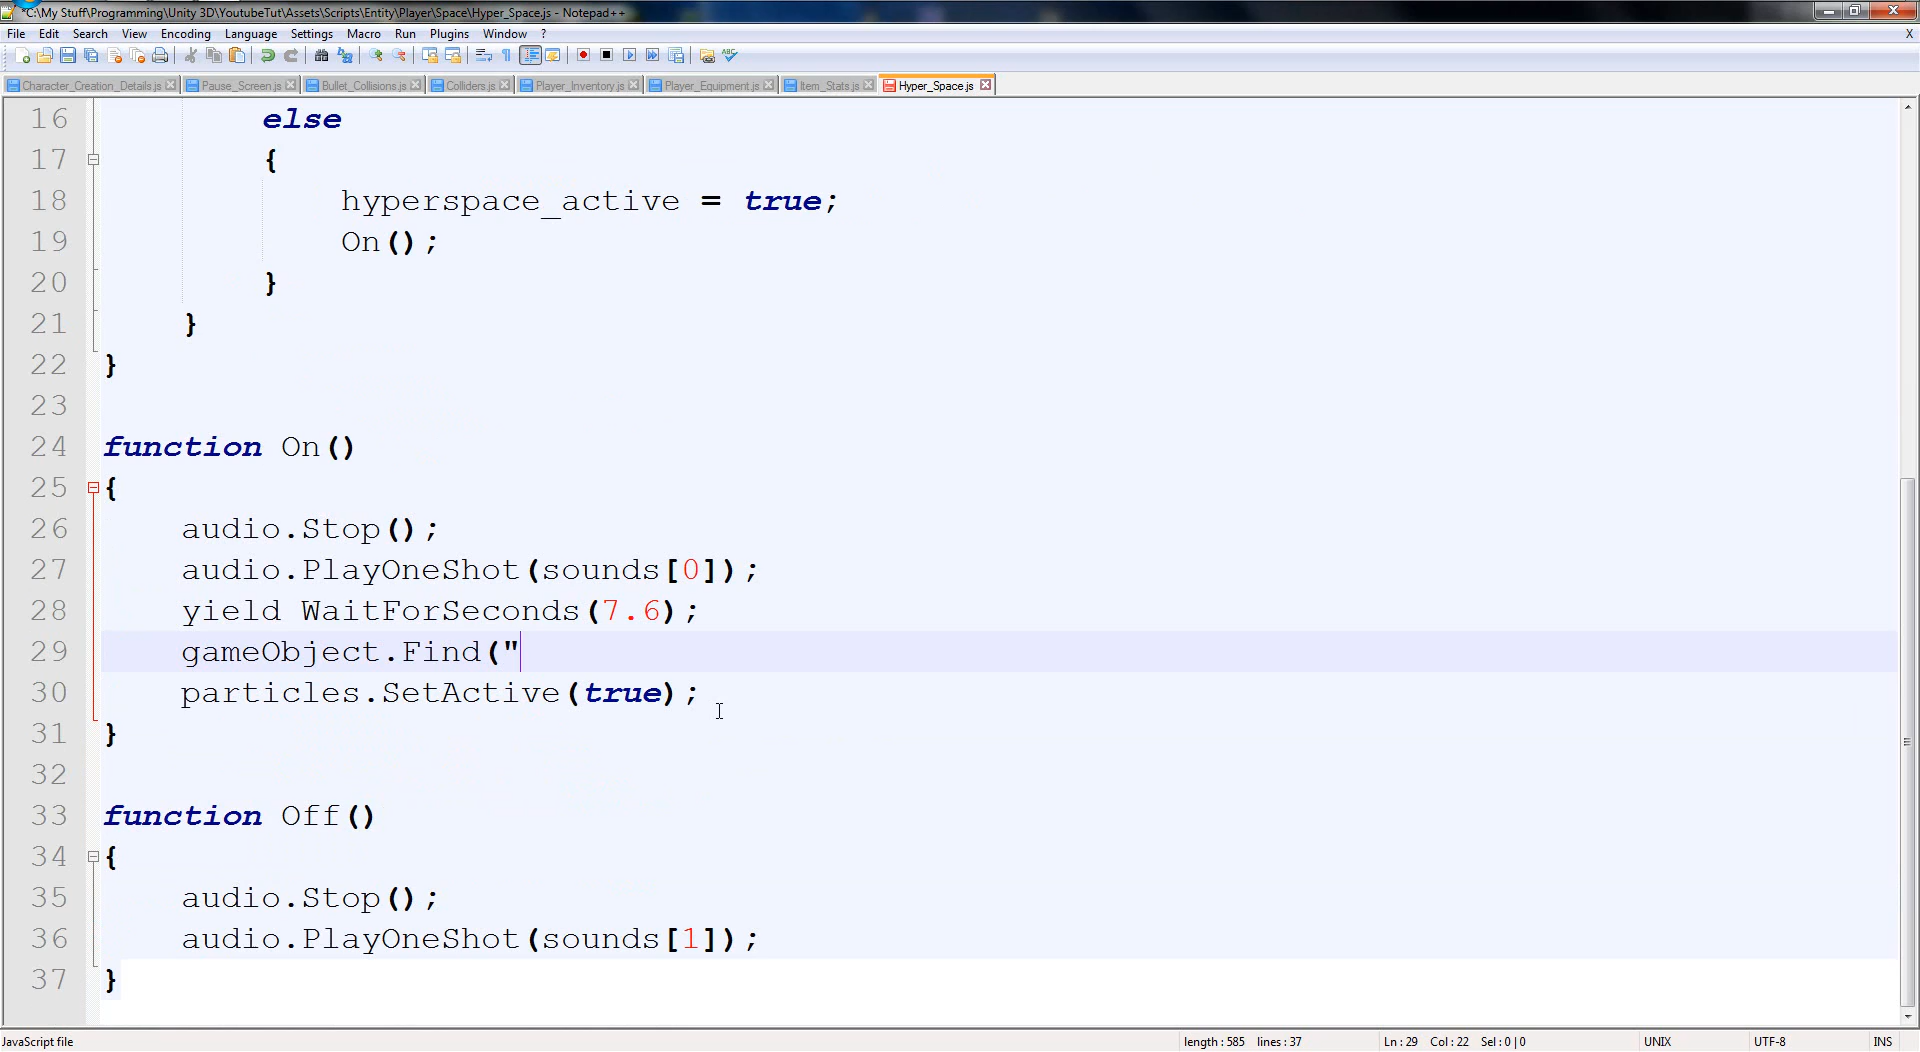 *C:\My Stuff\Programming\Unity 3D\YoutubeTut\Assets\Scripts\Entity\Player\Space\Hyper_Space.js - Notepad++
File Edit Search View Encoding Language Settings Macro Run Plugins Window ? X
Character_Creation_Details.js Pause_Screen.js Bullet_Collisions.js Colliders.js Player_Inventory.js Player_Equipment.js Item_Stats.js Hyper_Space.js
16 else
17 {
18 hyperspace_active = true;
19 On();
20 }
21 }
22 }
23
24 function On()
25 {
26 audio.Stop();
27 audio.PlayOneShot(sounds[0]);
28 yield WaitForSeconds(7.6);
29 gameObject.Find("
30 particles.SetActive(true);
31 }
32
33 function Off()
34 {
35 audio.Stop();
36 audio.PlayOneShot(sounds[1]);
37 }
JavaScript file length : 585 lines : 37 Ln : 29 Col : 22 Sel : 0 | 0 UNIX UTF-8 INS